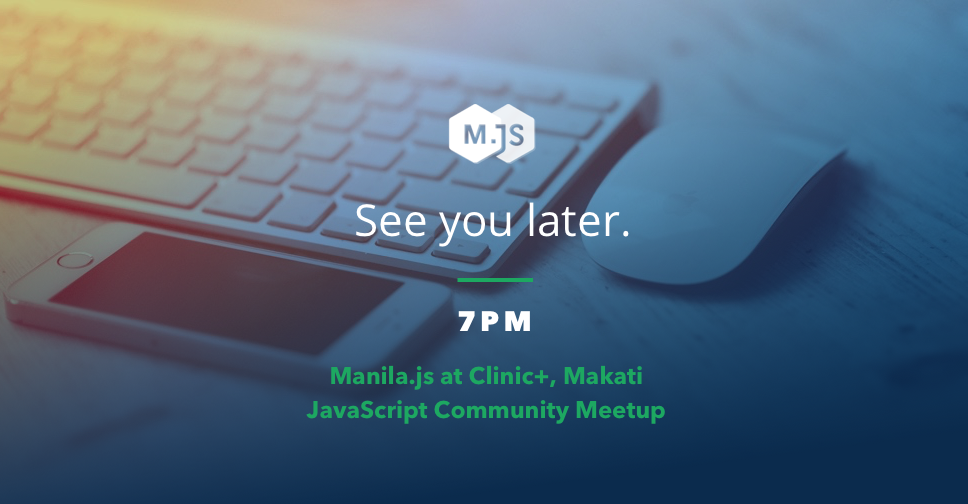 M.JS
See you later.
7PM
Manila.js at Clinic+, Makati
JavaScript Community Meetup